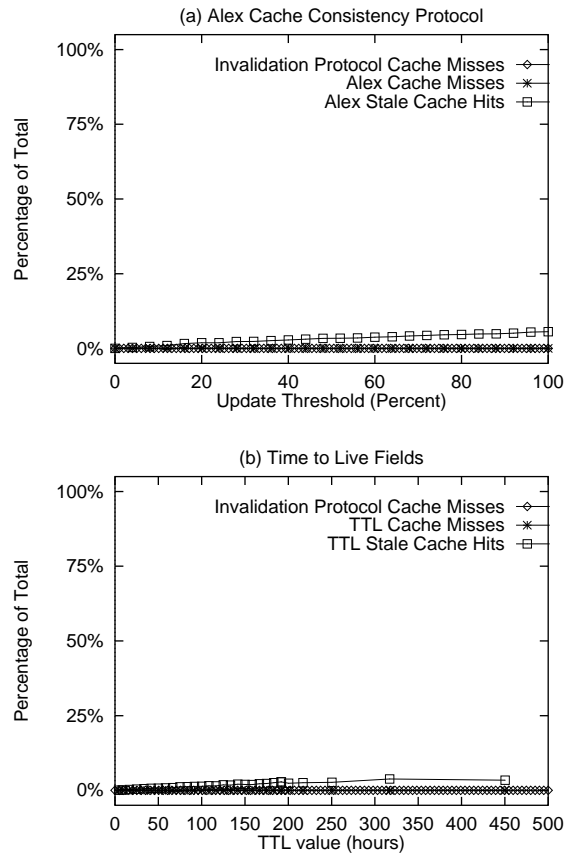 (a) Alex Cache Consistency Protocol
100%
Invalidation Protocol Cache Misses
Alex Cache Misses
Alex Stale Cache Hits
75%
50%
25%
0%
Percentage of Total
0 20 40 60 80 100
Update Threshold (Percent)
(b) Time to Live Fields
100%
Invalidation Protocol Cache Misses
TTL Cache Misses
TTL Stale Cache Hits
75%
50%
25%
0%
Percentage of Total
0 50 100 150 200 250 300 350 400 450 500
TTL value (hours)